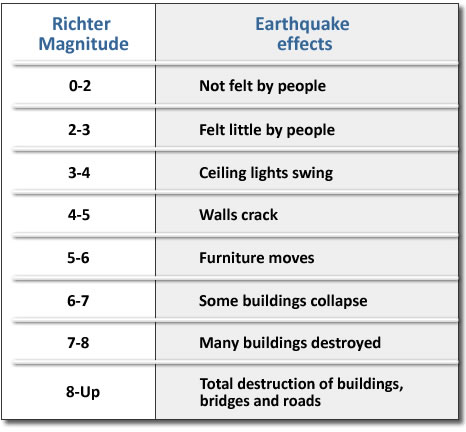 Richter Magnitude
Earthquake effects
0-2 Not felt by people
2-3 Felt little by people
3-4 Ceiling lights swing
4-5 Walls crack
5-6 Furniture moves
6-7 Some buildings collapse
7-8 Many buildings destroyed
8-Up Total destruction of buildings,
bridges and roads